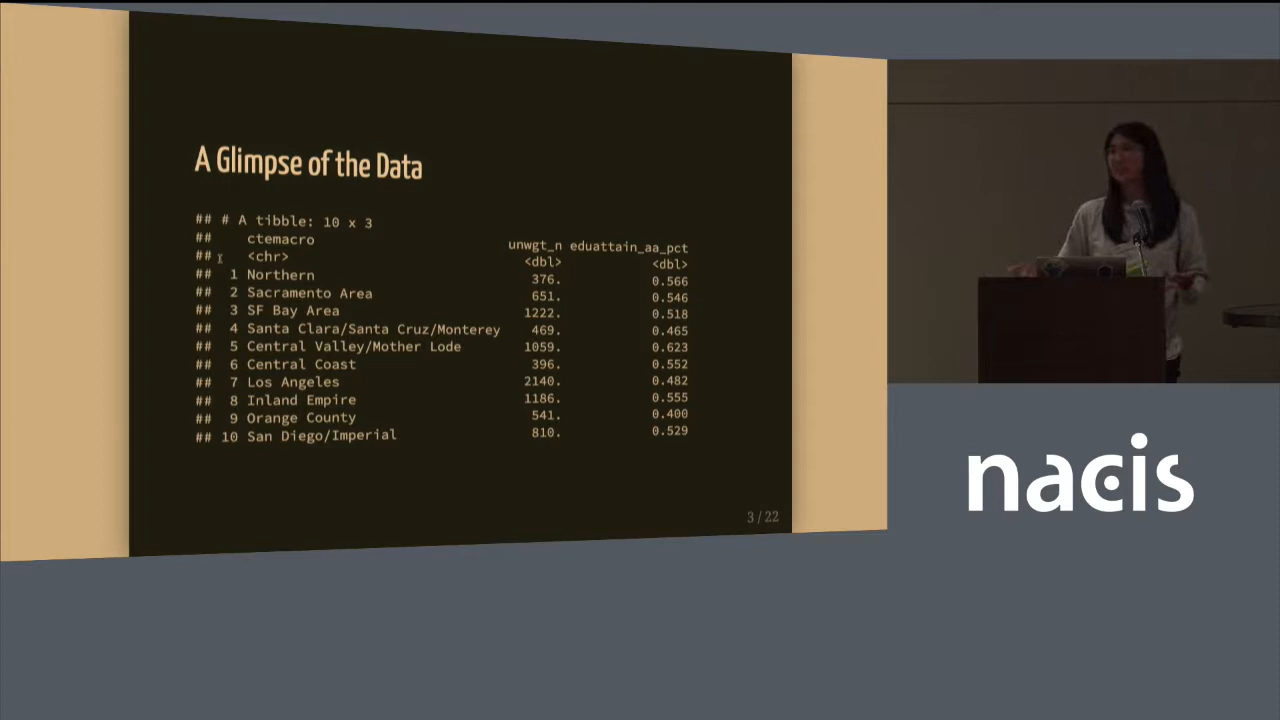 A Glimpse of the Data
## # A tibble: 10 x 3
## ctemacro unwgt_n eduattain_aa_pct
## <chr> <dbl> <dbl>
## 1 Northern 376. 0.566
## 2 Sacramento Area 651. 0.546
## 3 SF Bay Area 1222. 0.518
## 4 Santa Clara/Santa Cruz/Monterey 469. 0.465
## 5 Central Valley/Mother Lode 1059. 0.623
## 6 Central Coast 396. 0.552
## 7 Los Angeles 2140. 0.482
## 8 Inland Empire 1186. 0.555
## 9 Orange County 541. 0.400
## 10 San Diego/Imperial 810. 0.529
3 / 22
nacis